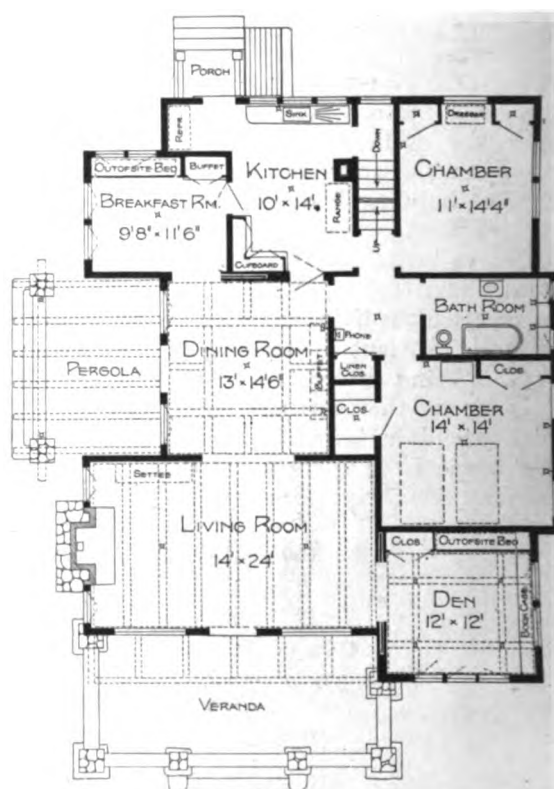 PORCH
REFR.
SINK
DOWN
DRESSER
OUTOFSITE BED
BUFFET
KITCHEN
10' × 14'
RANGE
CHAMBER
11' × 14'4"
BREAKFAST RM.
9'8" × 11'6"
UP
CUPBOARD
BATH ROOM
PHONE
PERGOLA
DINING ROOM
13' × 14'6"
BUFFET
LINEN
CLOS.
CLOS.
CLOS.
CHAMBER
14' × 14'
SETTEE
LIVING ROOM
14' × 24'
CLOS.
OUTOFSITE BED
DEN
12' × 12'
BOOK CASE
VERANDA